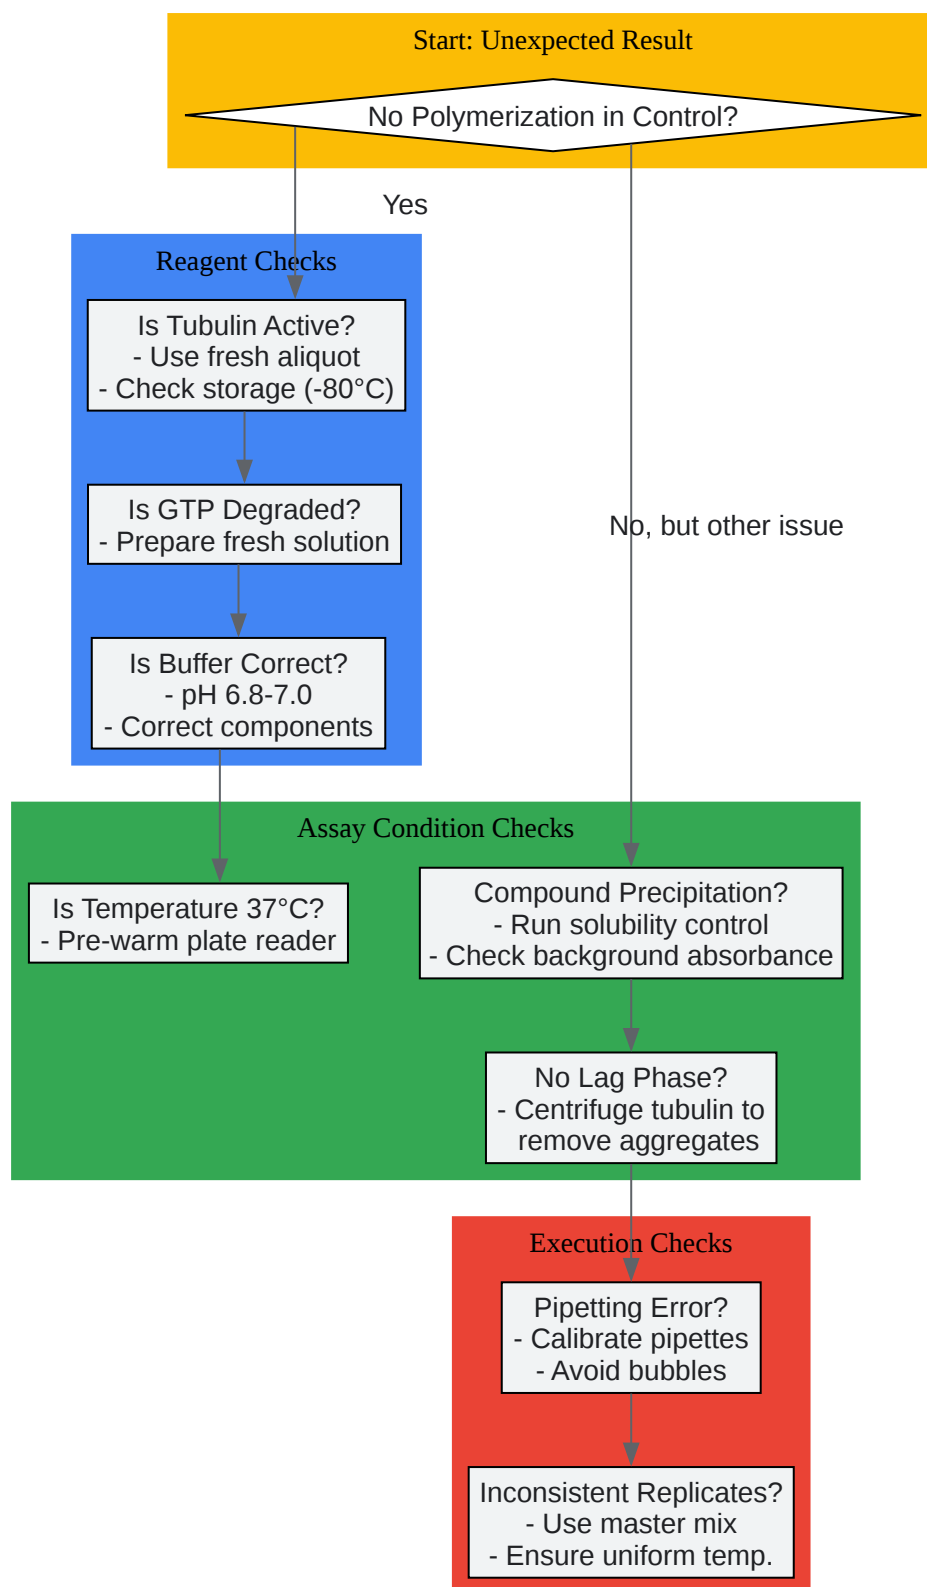 Start: Unexpected Result
No Polymerization in Control?
Yes
Reagent Checks
Is Tubulin Active?
- Use fresh aliquot
- Check storage (-80°C)
Is GTP Degraded?
- Prepare fresh solution
No, but other issue
Is Buffer Correct?
- pH 6.8-7.0
- Correct components
Assay Condition Checks
Is Temperature 37°C?
- Pre-warm plate reader
Compound Precipitation?
- Run solubility control
- Check background absorbance
No Lag Phase?
- Centrifuge tubulin to
remove aggregates
Execution Checks
Pipetting Error?
- Calibrate pipettes
- Avoid bubbles
Inconsistent Replicates?
- Use master mix
- Ensure uniform temp.